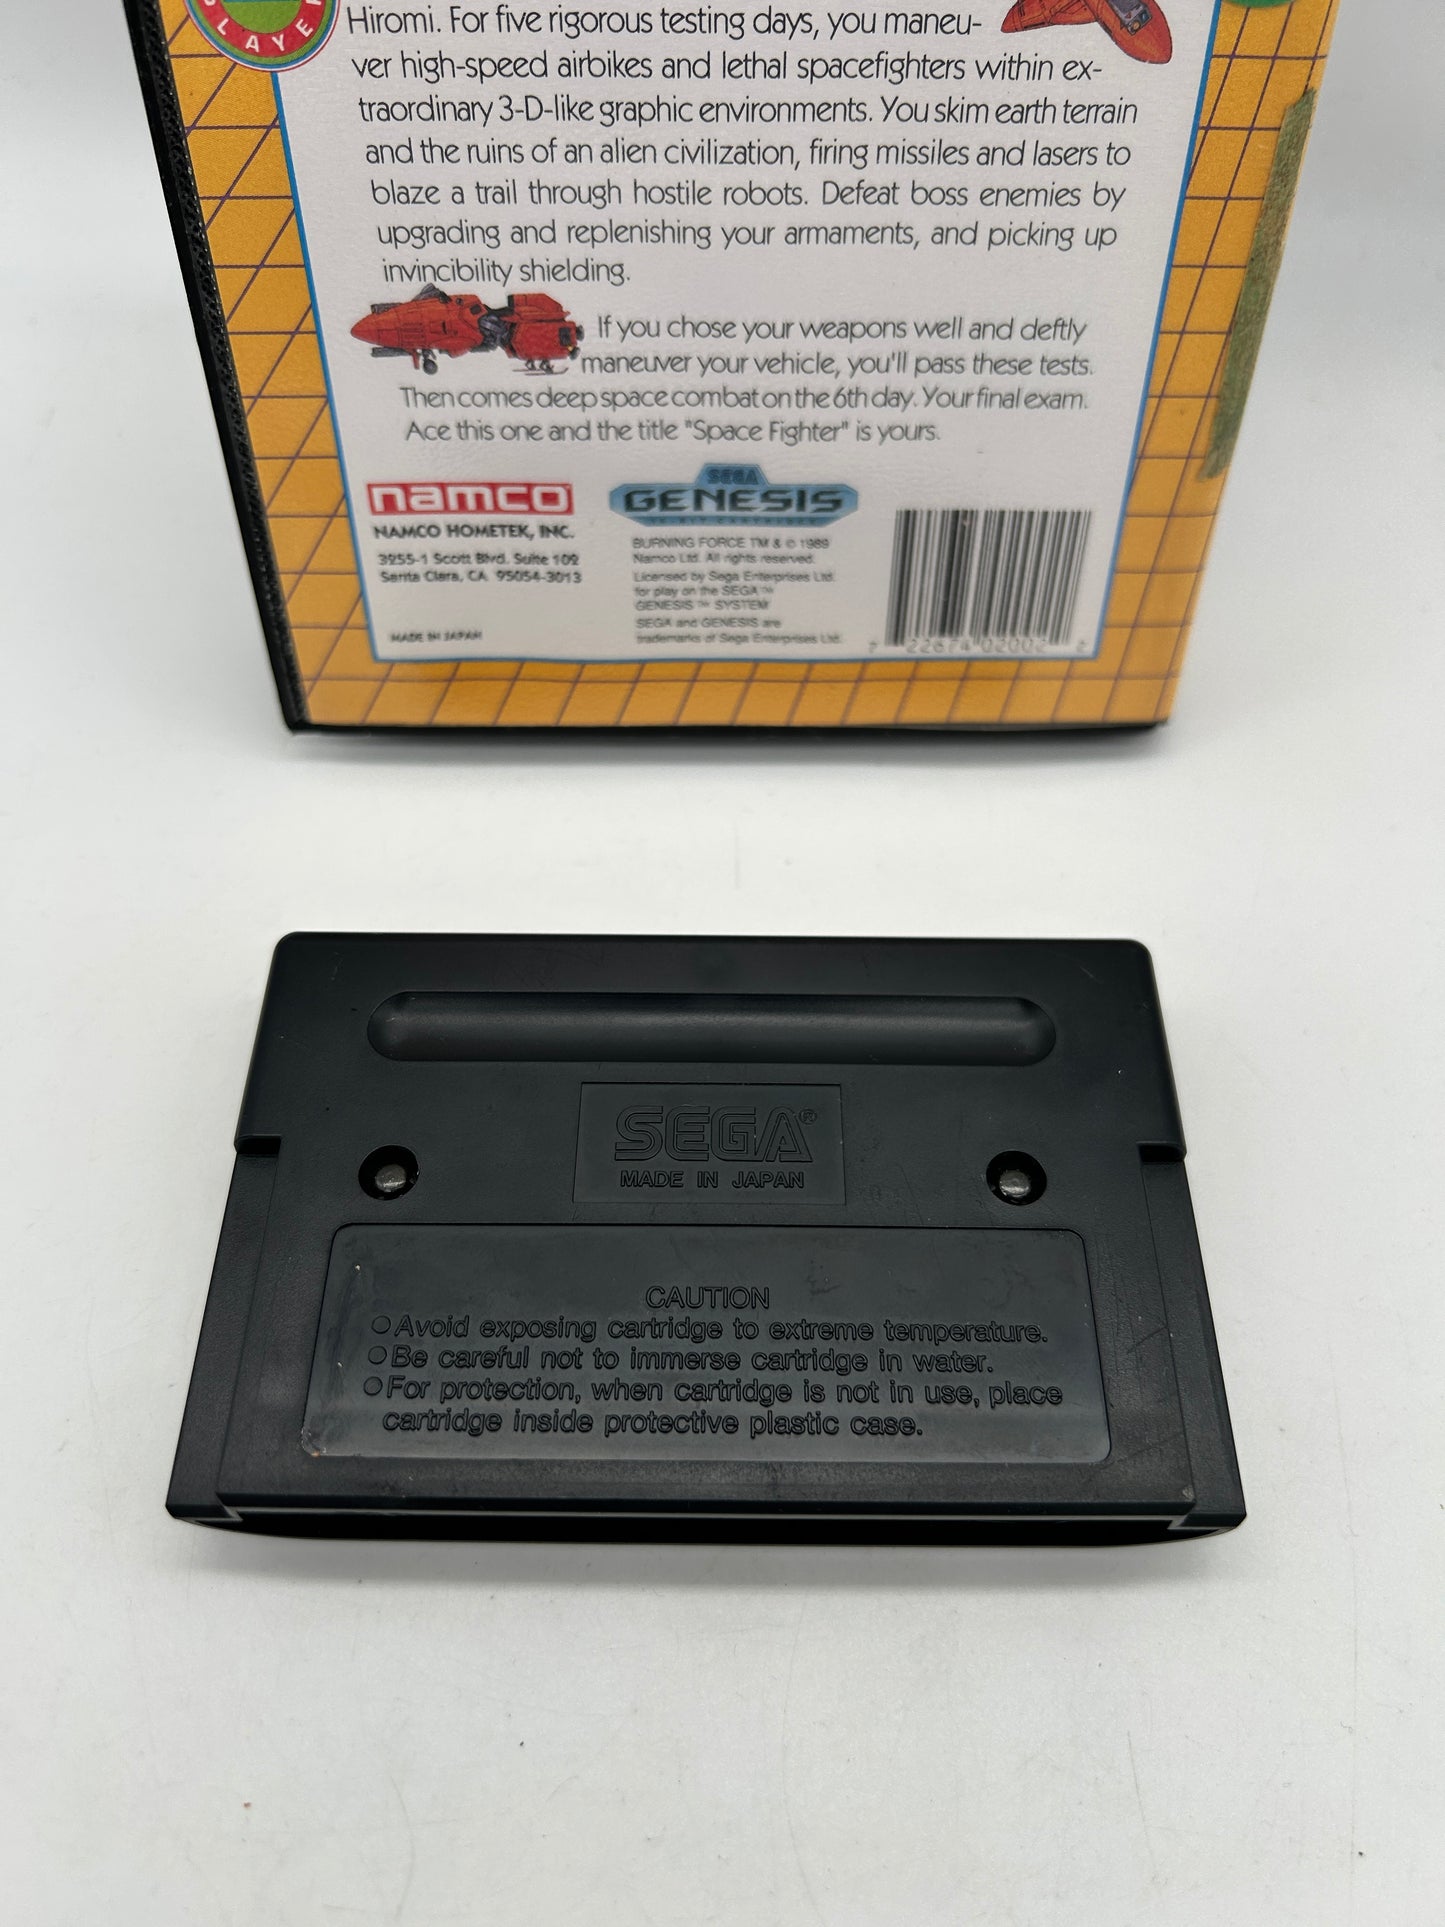 PLAYER
Hiromi. For five rigorous testing days, you maneu-
ver high-speed airbikes and lethal spacefighters within ex-
traordinary 3-D-like graphic environments. You skim earth terrain
and the ruins of an alien civilization, firing missiles and lasers to
blaze a trail through hostile robots. Defeat boss enemies by
upgrading and replenishing your armaments, and picking up
invincibility shielding.
If you chose your weapons well and deftly
maneuver your vehicle, you'll pass these tests.
Then comes deep space combat on the 6th day. Your final exam.
Ace this one and the title "Space Fighter" is yours.
namco
NAMCO HOMETEK, INC.
3255-1 Scott Blvd. Suite 102
Santa Clara, CA 95054-3013
MADE IN JAPAN
SEGA
GENESIS
16-BIT CARTRIDGE
BURNING FORCE TM & © 1989
Namco Ltd. All rights reserved.
Licensed by Sega Enterprises Ltd.
for play on the SEGA™
GENESIS™ SYSTEM
SEGA and GENESIS are
trademarks of Sega Enterprises Ltd.
22674 02002
SEGA®
MADE IN JAPAN
CAUTION
○Avoid exposing cartridge to extreme temperature.
○Be careful not to immerse cartridge in water.
○For protection, when cartridge is not in use, place
cartridge inside protective plastic case.